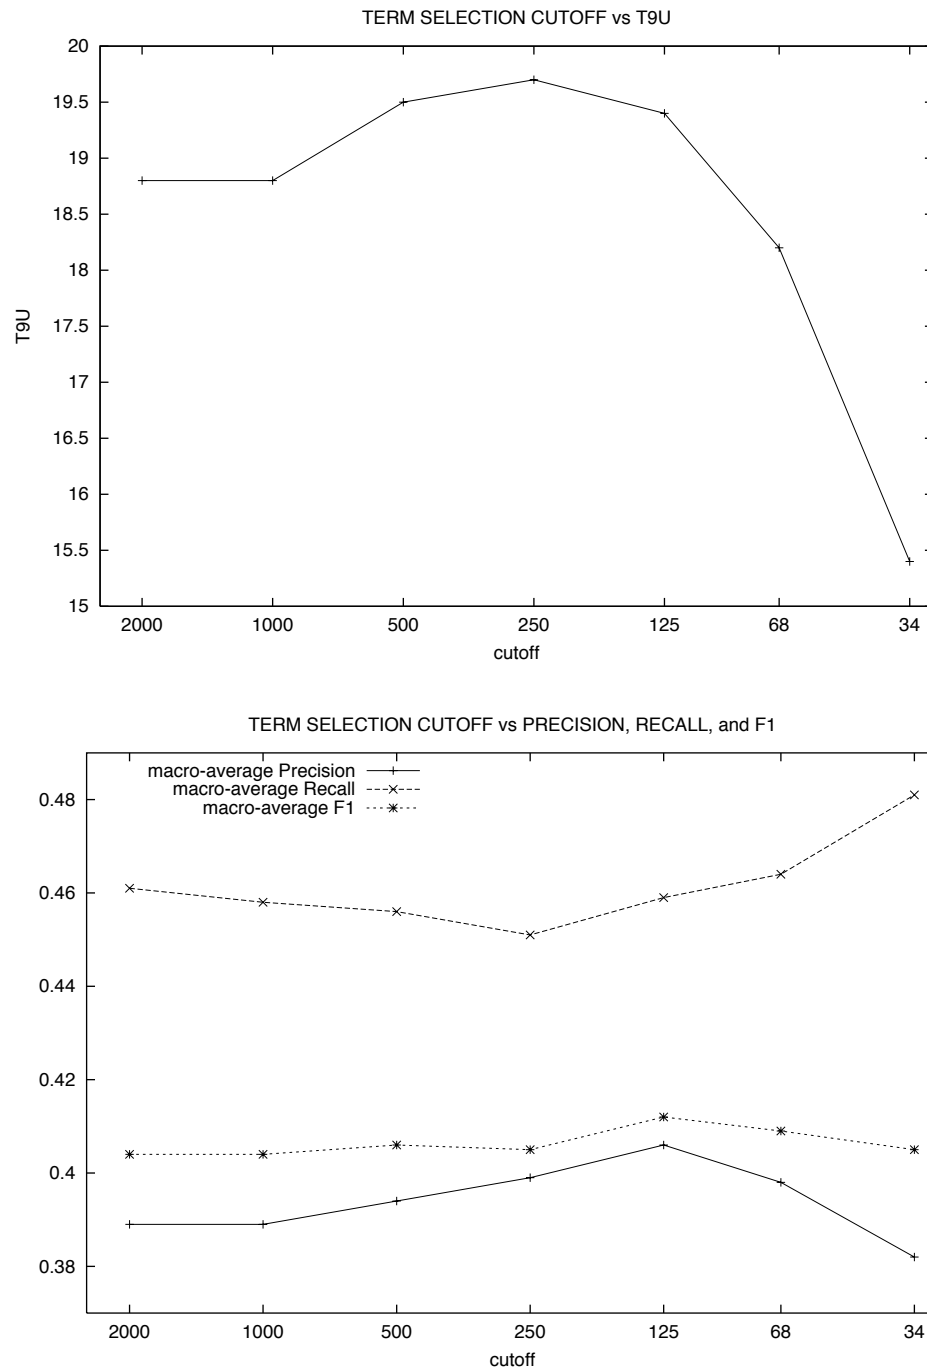 TERM SELECTION CUTOFF vs T9U
20
19.5
19
18.5
18
17.5
17
16.5
16
15.5
15
T9U
2000 1000 500 250 125 68 34
cutoff
TERM SELECTION CUTOFF vs PRECISION, RECALL, and F1
macro-average Precision
macro-average Recall
macro-average F1
0.48
0.46
0.44
0.42
0.4
0.38
2000 1000 500 250 125 68 34
cutoff